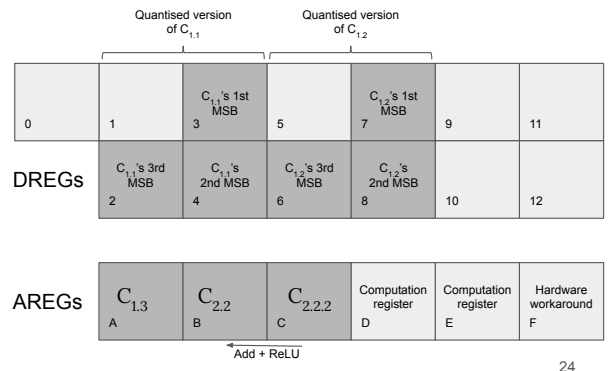 Quantised version
of C1.1
Quantised version
of C1.2
C1.1's 1st
MSB
C1.2's 1st
MSB
0 1 3 5 7 9 11
DREGs
C1.1's 3rd
MSB
C1.1's
2nd MSB
C1.2's 3rd
MSB
C1.2's
2nd MSB
2 4 6 8 10 12
AREGs
C1.3
C2.2
C2.2.2
Computation
register
Computation
register
Hardware
workaround
A B C D E F
Add + ReLU
24